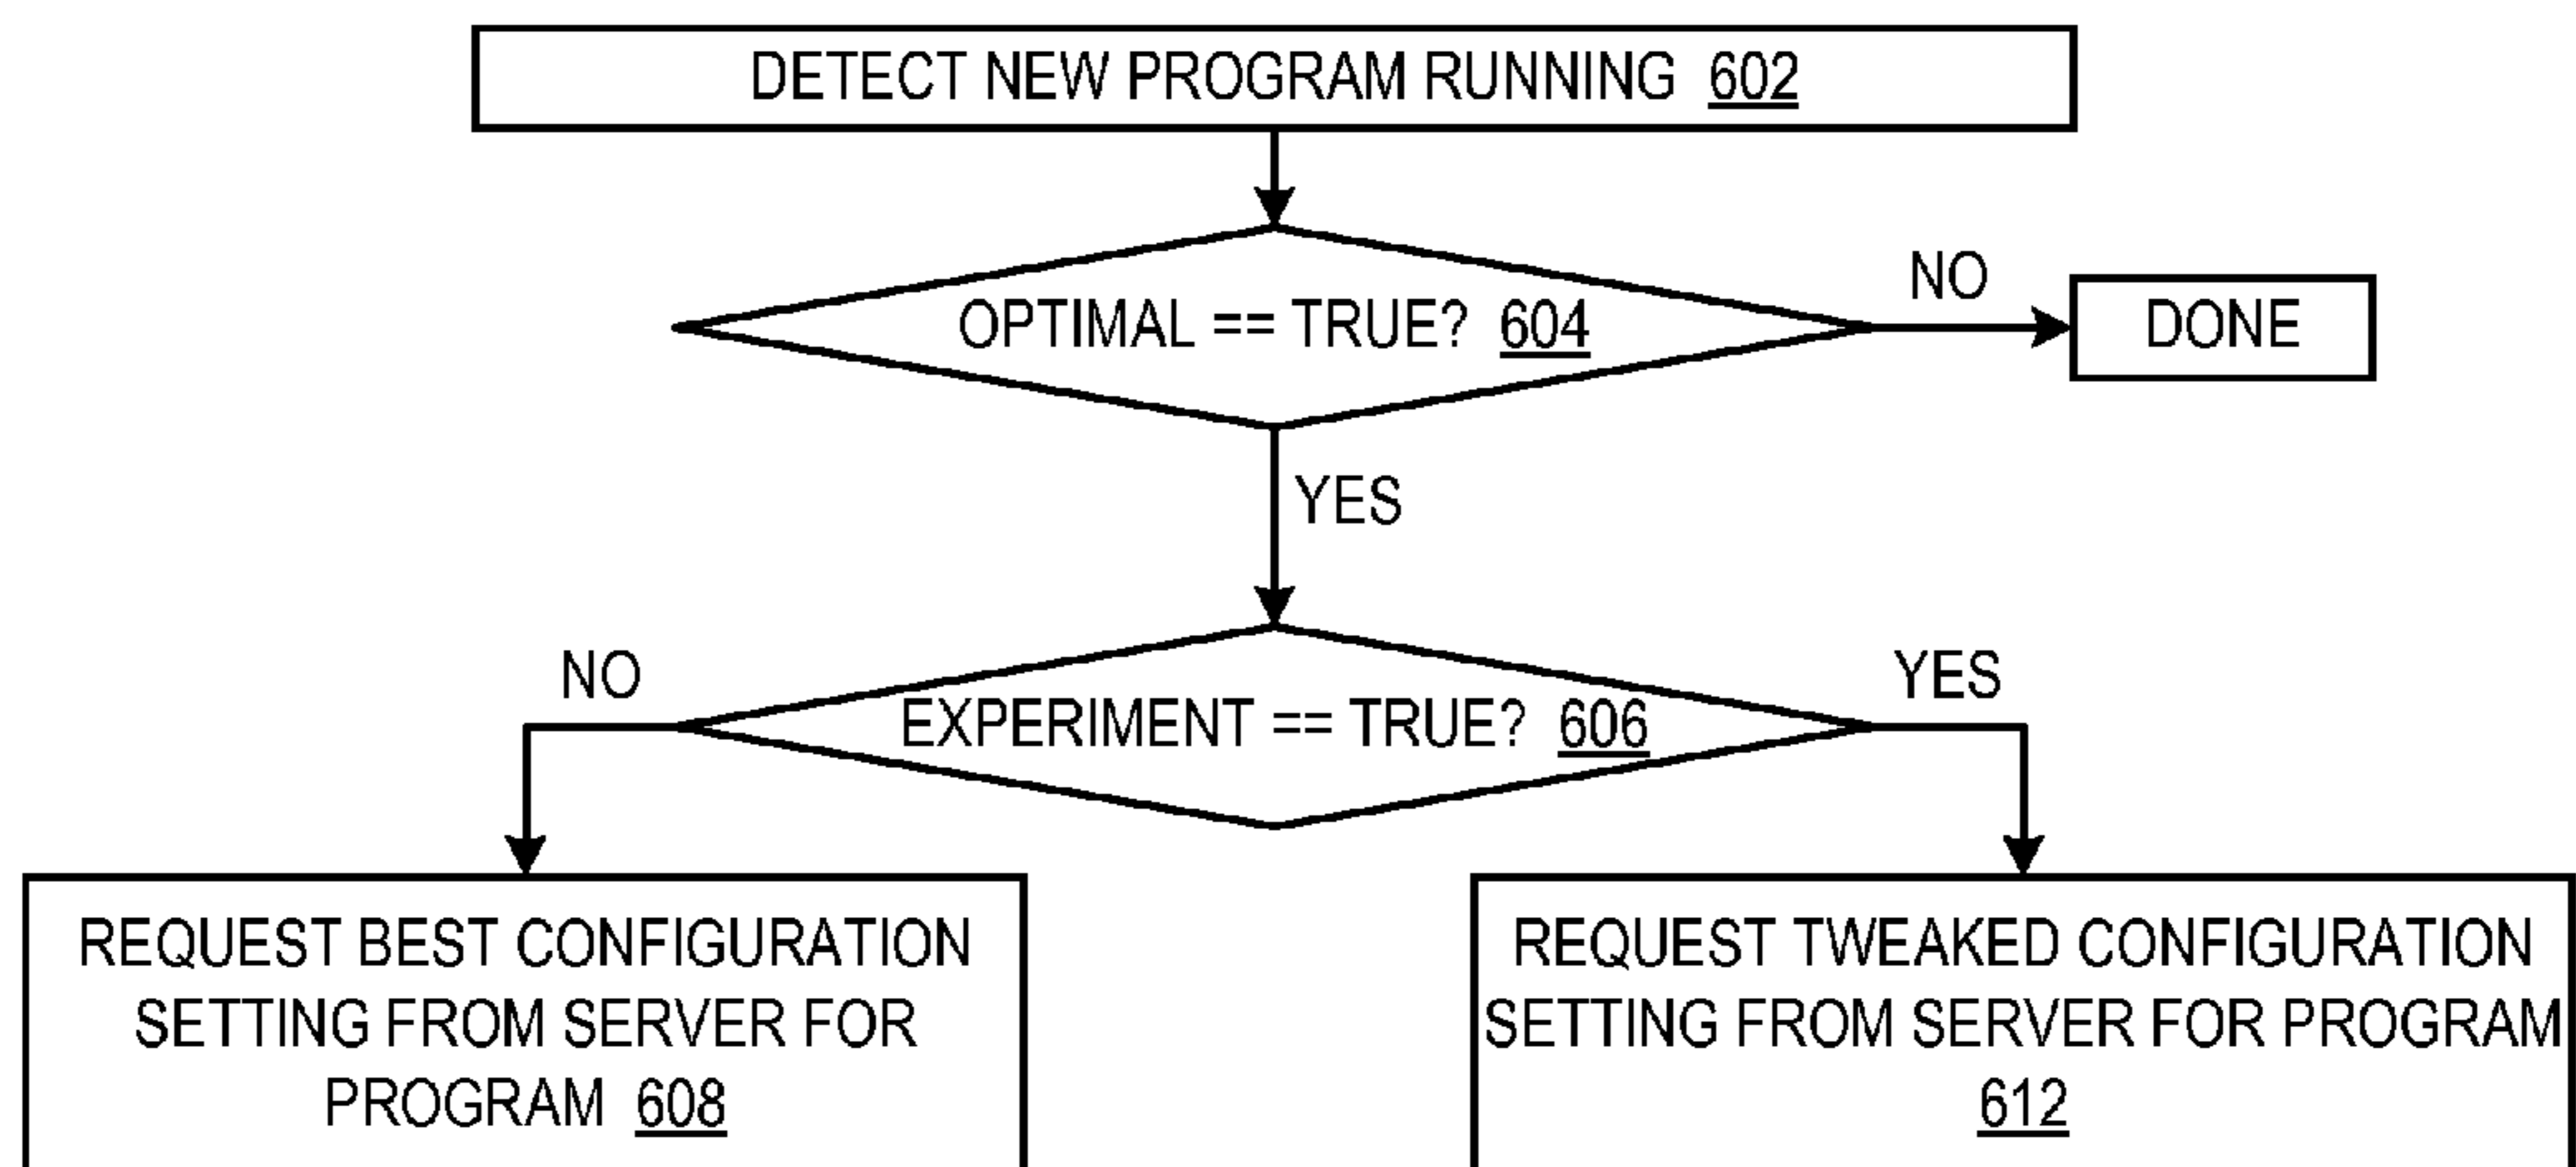 DETECT NEW PROGRAM RUNNING 602
OPTIMAL == TRUE? 604
NO
DONE
YES
EXPERIMENT == TRUE? 606
NO
YES
REQUEST BEST CONFIGURATION
SETTING FROM SERVER FOR
PROGRAM 608
REQUEST TWEAKED CONFIGURATION
SETTING FROM SERVER FOR PROGRAM
612